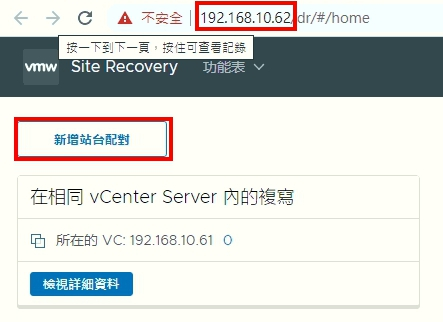 不安全 | 192.168.10.62/dr/#/home
按一下到下一頁，按住可查看記錄
vmw Site Recovery 功能表
新增站台配對
在相同 vCenter Server 內的複寫
所在的 VC: 192.168.10.61 0
檢視詳細資料